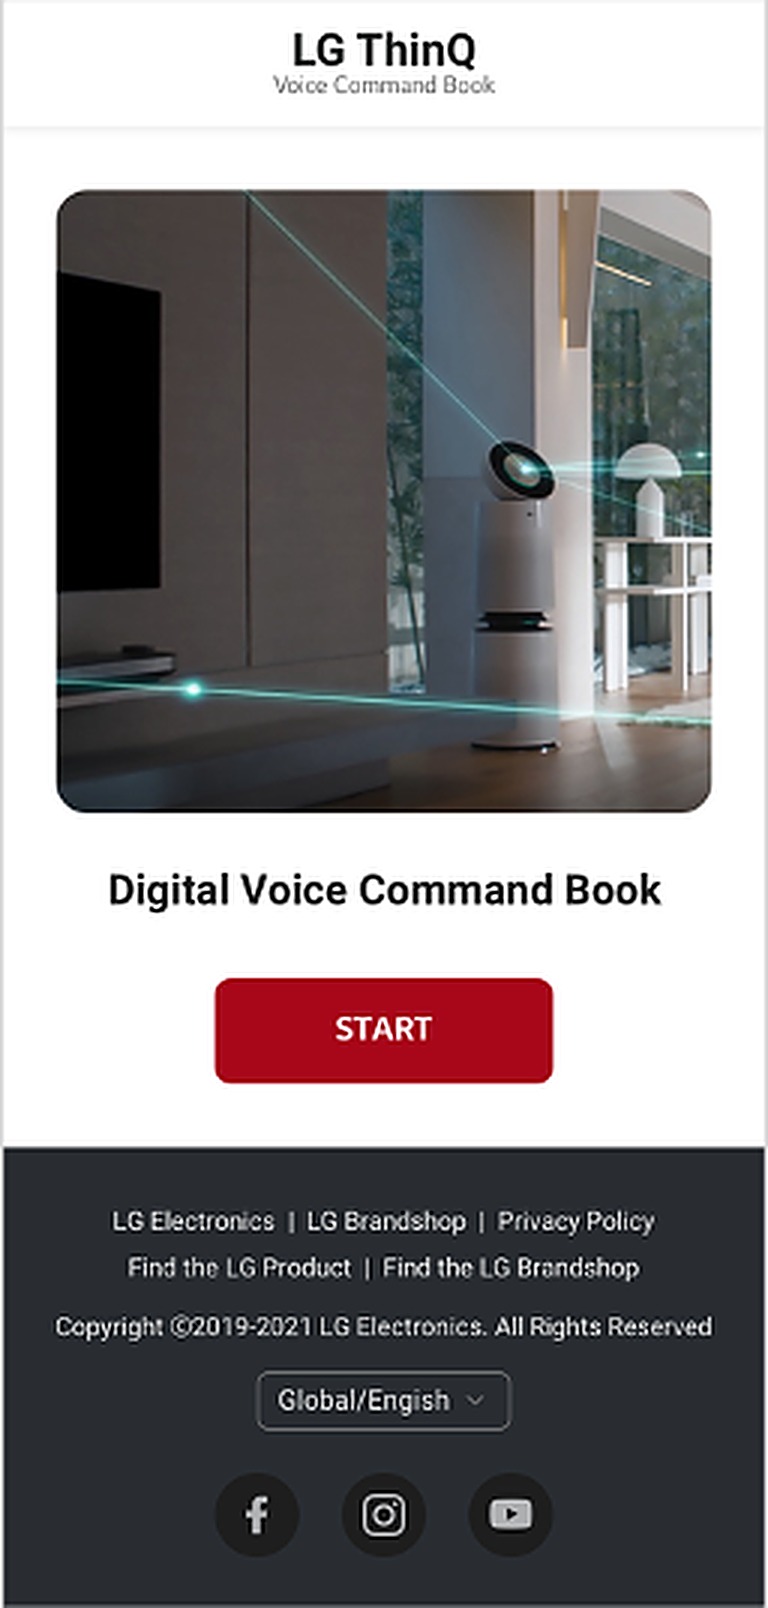 LG ThinQ
Voice Command Book
Digital Voice Command Book
START
LG Electronics | LG Brandshop | Privacy Policy
Find the LG Product | Find the LG Brandshop
Copyright ©2019-2021 LG Electronics. All Rights Reserved
Global/Engish